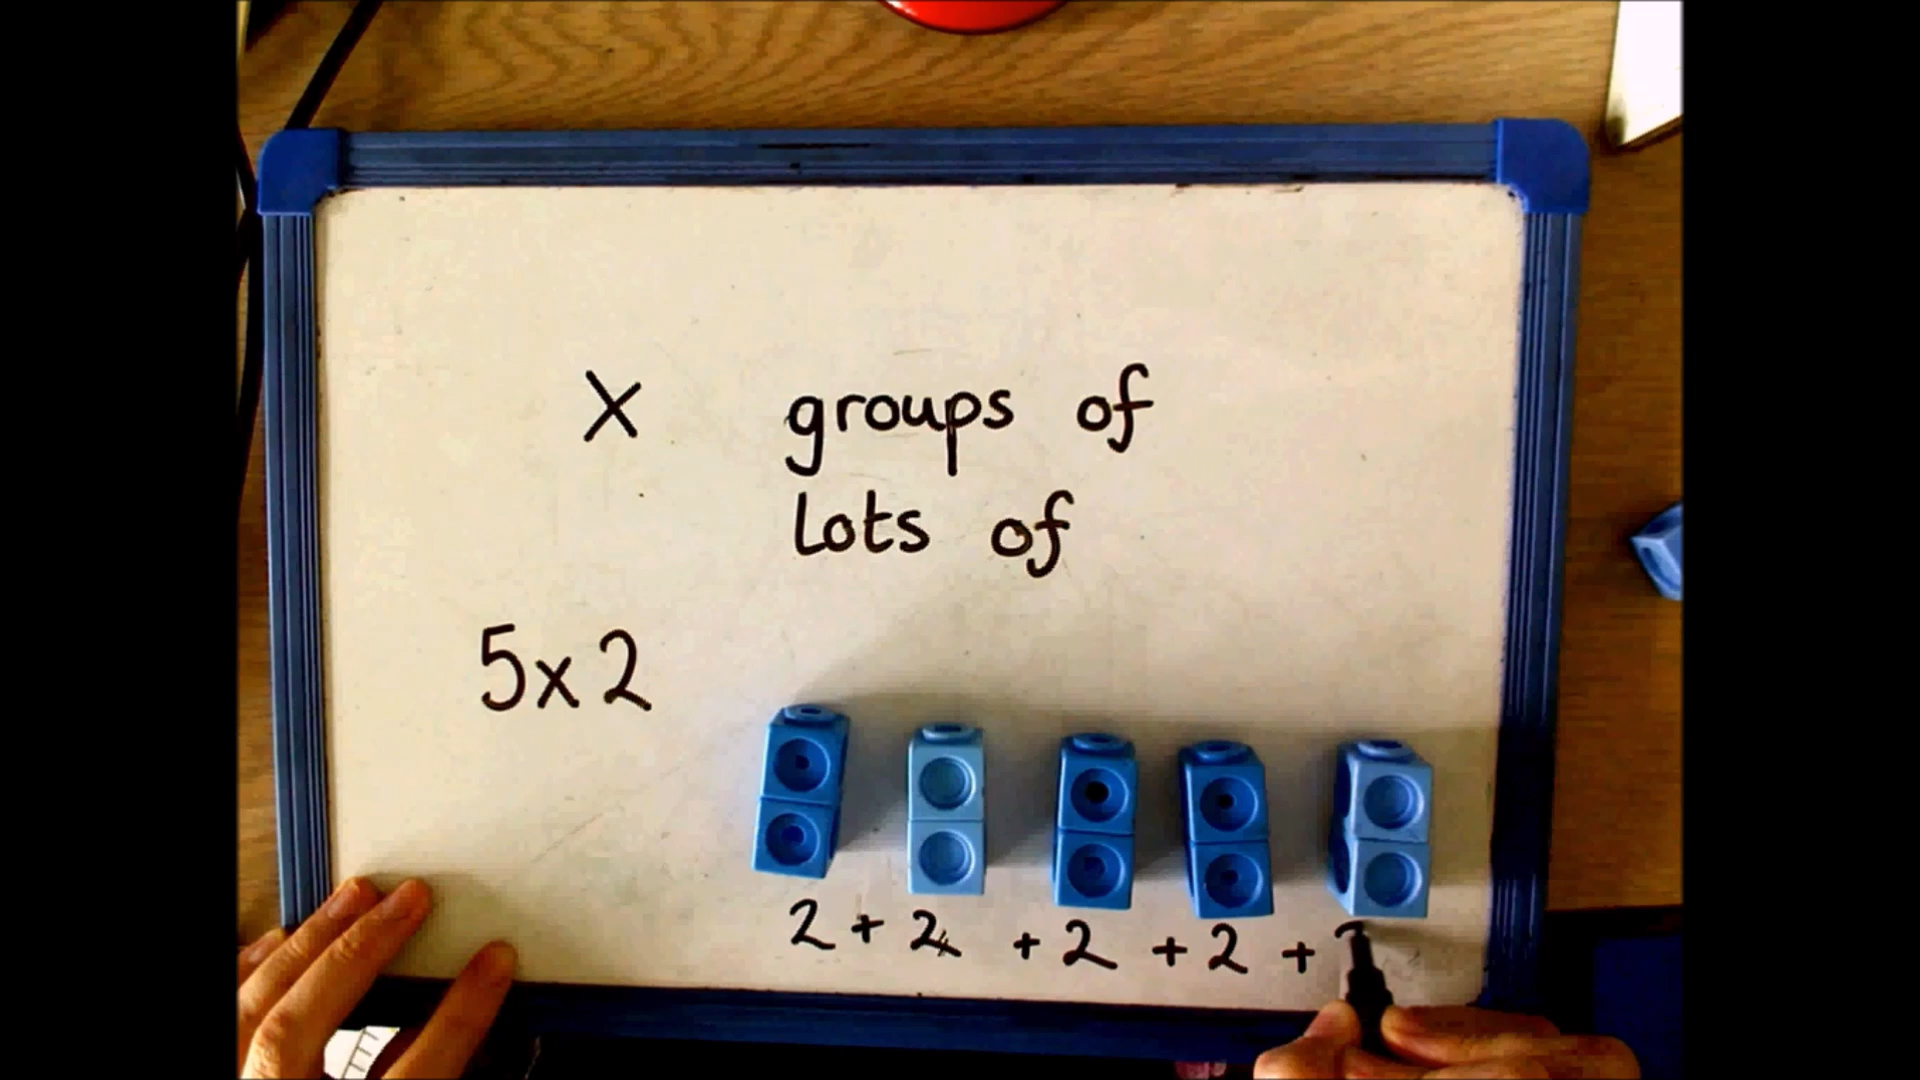 X groups of
lots of
5x2
2 + 2 + 2 + 2 +